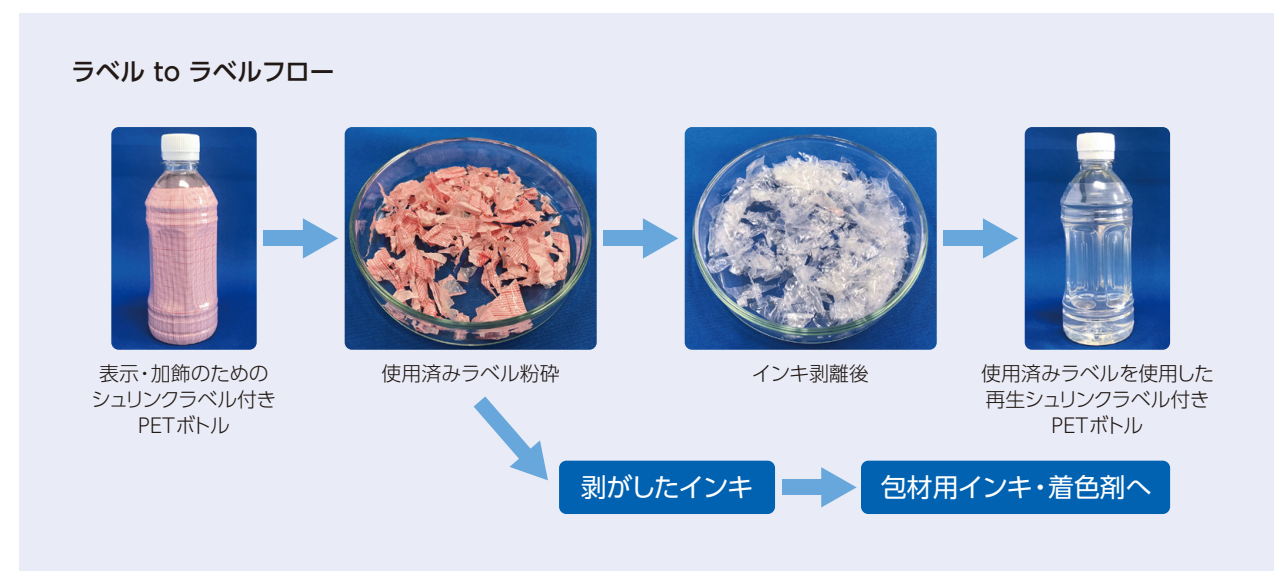 ラベル to ラベルフロー
表示・加飾のための
シュリンクラベル付き
PETボトル
使用済みラベル粉砕
インキ剥離後
使用済みラベルを使用した
再生シュリンクラベル付き
PETボトル
剥がしたインキ
包材用インキ・着色剤へ